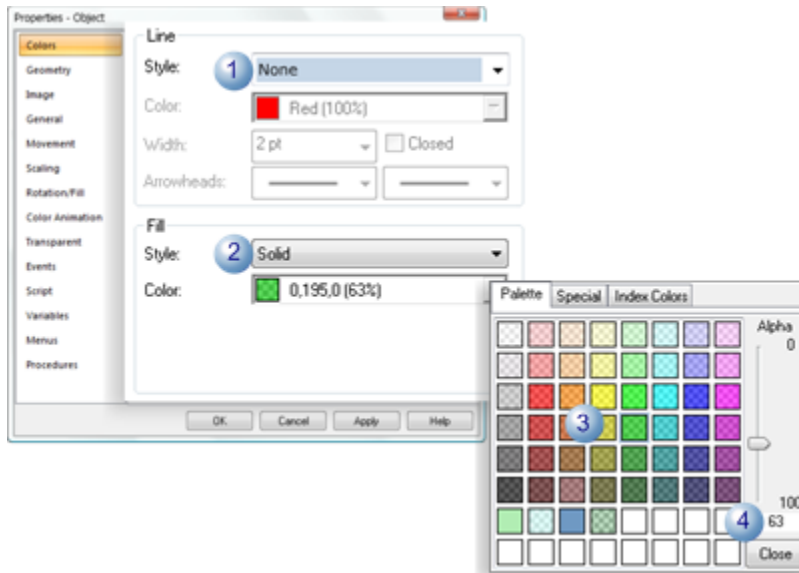 Properties - Object
Colors
Geometry
Image
General
Movement
Scaling
Rotation/Fill
Color Animation
Transparent
Events
Script
Variables
Menus
Procedures
Line
Style: 1 None
Color: Red (100%)
Width: 2 pt Closed
Arrowheads:
Fill
Style: 2 Solid
Color: 0,195,0 (63%)
OK Cancel Apply Help
Palette Special Index Colors
Alpha
0
3
100
4 63
Close